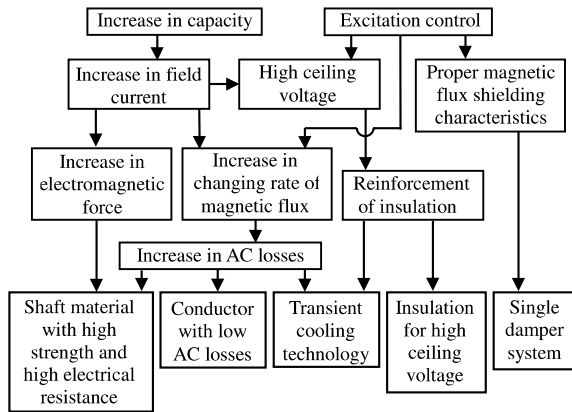 Increase in capacity
Excitation control
Increase in field
current
High ceiling
voltage
Proper magnetic
flux shielding
characteristics
Increase in
electromagnetic
force
Increase in
changing rate of
magnetic flux
Reinforcement
of insulation
Increase in AC losses
Shaft material
with high
strength and
high electrical
resistance
Conductor
with low
AC losses
Transient
cooling
technology
Insulation
for high
ceiling
voltage
Single
damper
system